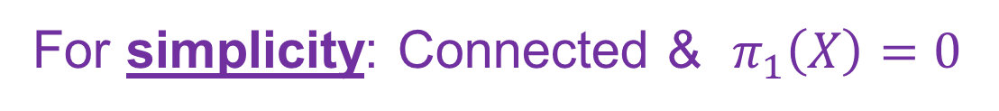 For simplicity: Connected & π₁(X) = 0